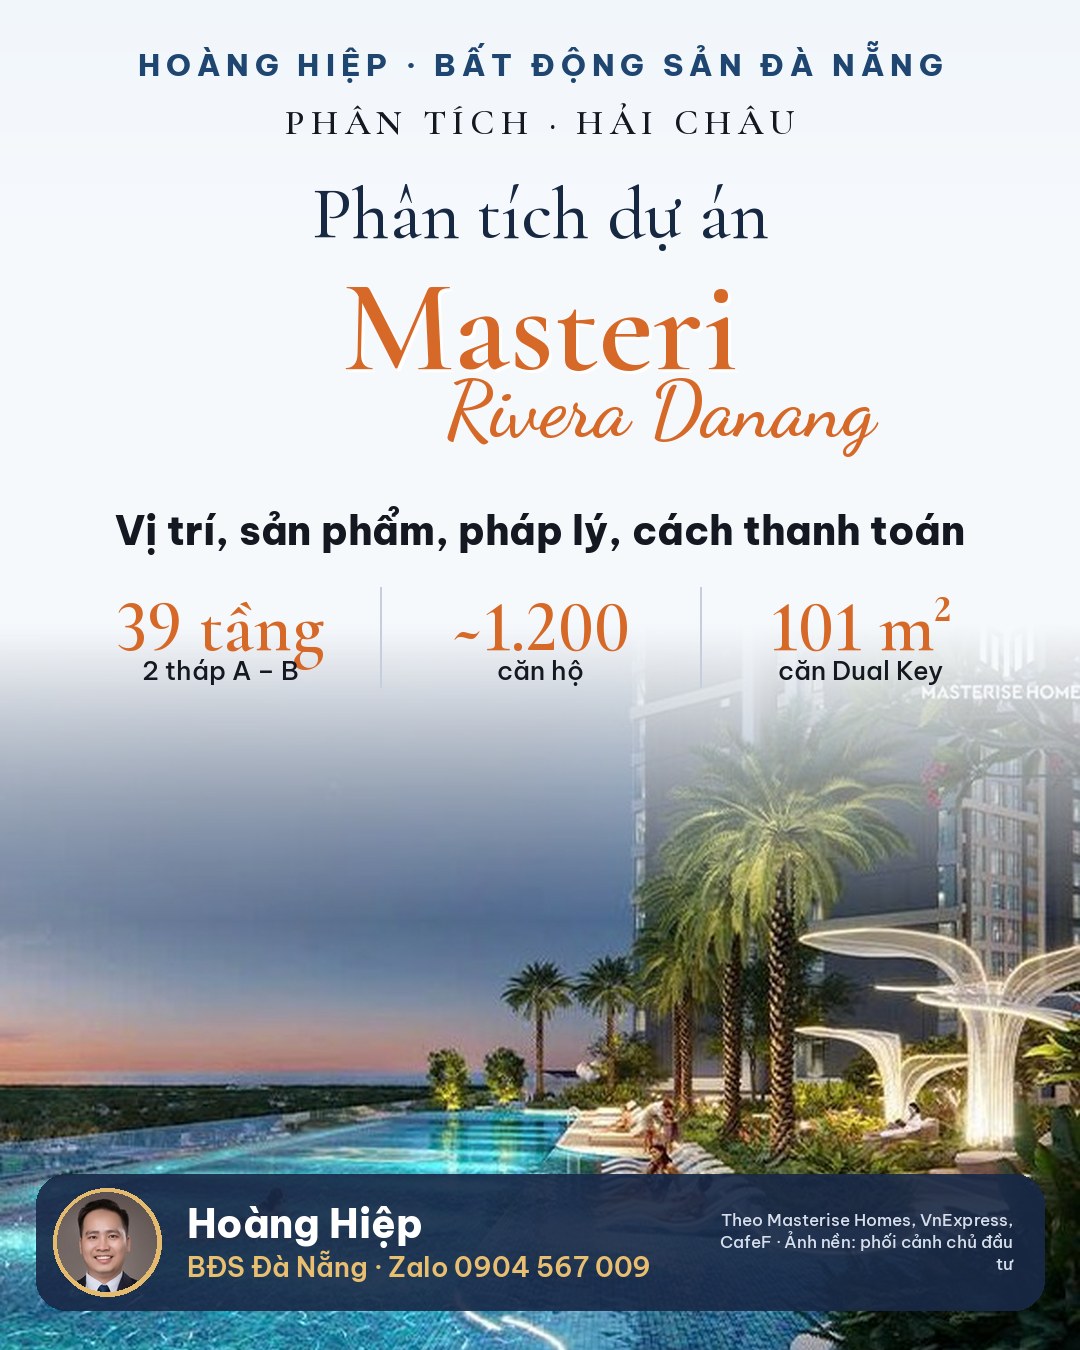 HOÀNG HIỆP · BẤT ĐỘNG SẢN ĐÀ NẴNG
PHÂN TÍCH · HẢI CHÂU
Phân tích dự án
Masteri
Rivera Danang
Vị trí, sản phẩm, pháp lý, cách thanh toán
39 tầng
2 tháp A – B
~1.200
căn hộ
101 m²
căn Dual Key
MASTERISE HOME
Hoàng Hiệp
BĐS Đà Nẵng · Zalo 0904 567 009
Theo Masterise Homes, VnExpress,
CafeF · Ảnh nền: phối cảnh chủ đầu
tư